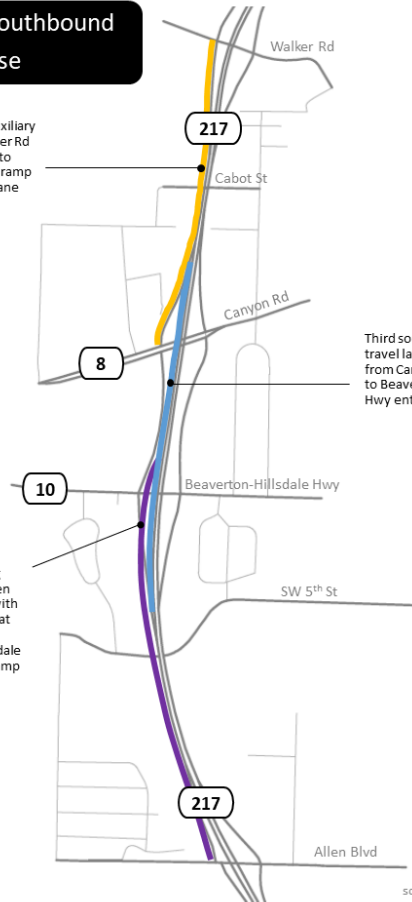 outhbound
se
Walker Rd
217
xiliary
er Rd
to
ramp
ane
Cabot St
Canyon Rd
8
Third so
travel la
from Car
to Beave
Hwy ent
10
Beaverton-Hillsdale Hwy
en
with
at
dale
mp
SW 5th St
217
Allen Blvd
sc